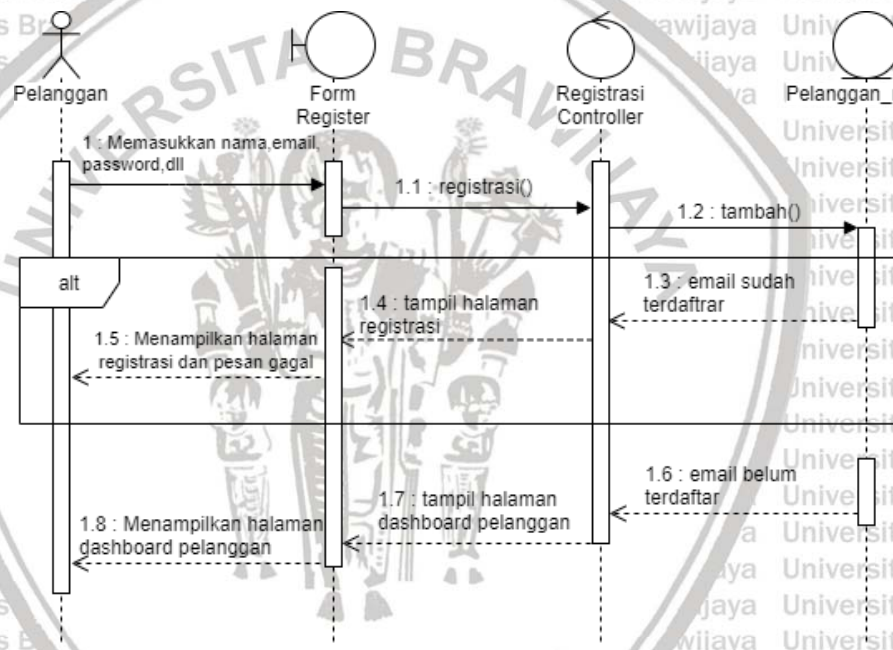 UNIVERSITAS BRAWIJAYA
Pelanggan
Form
Register
Registrasi
Controller
1 : Memasukkan nama,email,
password,dll
1.1 : registrasi()
1.2 : tambah()
alt
1.3 : email sudah
terdaftrar
1.4 : tampil halaman
registrasi
1.5 : Menampilkan halaman
registrasi dan pesan gagal
1.6 : email belum
terdaftar
1.7 : tampil halaman
dashboard pelanggan
1.8 : Menampilkan halaman
dashboard pelanggan